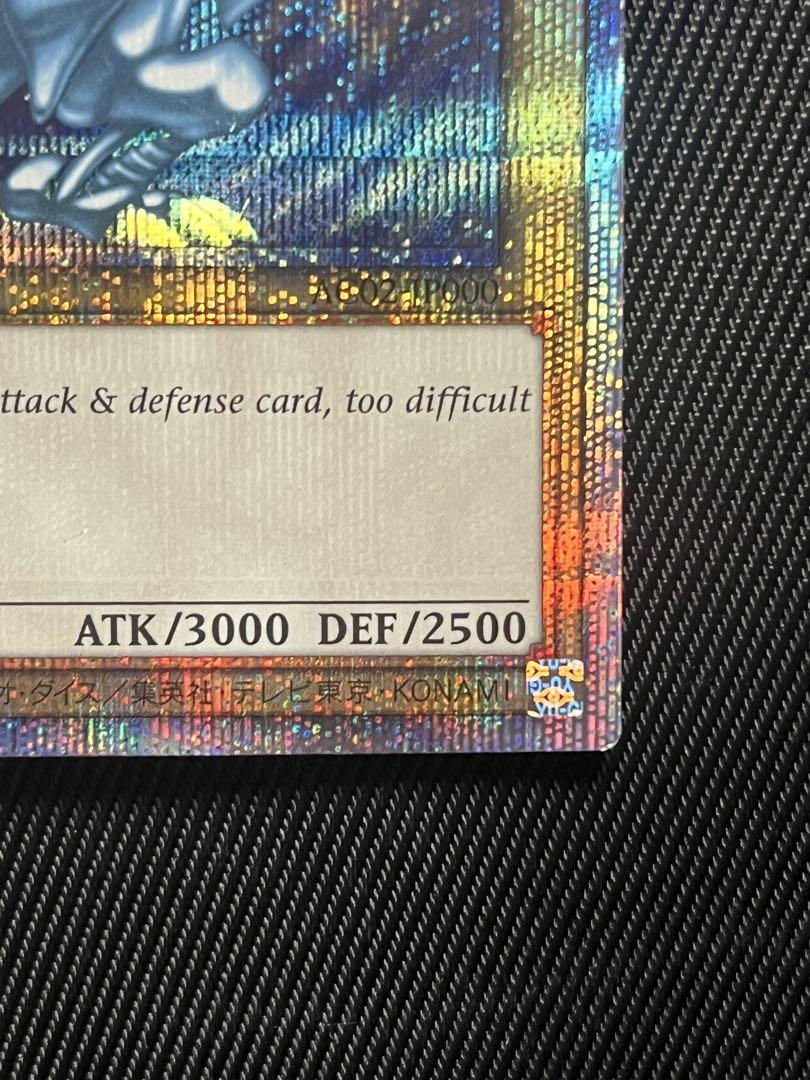 AC02-JP000
ttack & defense card, too difficult
ATK/3000 DEF/2500
オ・ダイス／集英社・テレビ東京・KONAMI